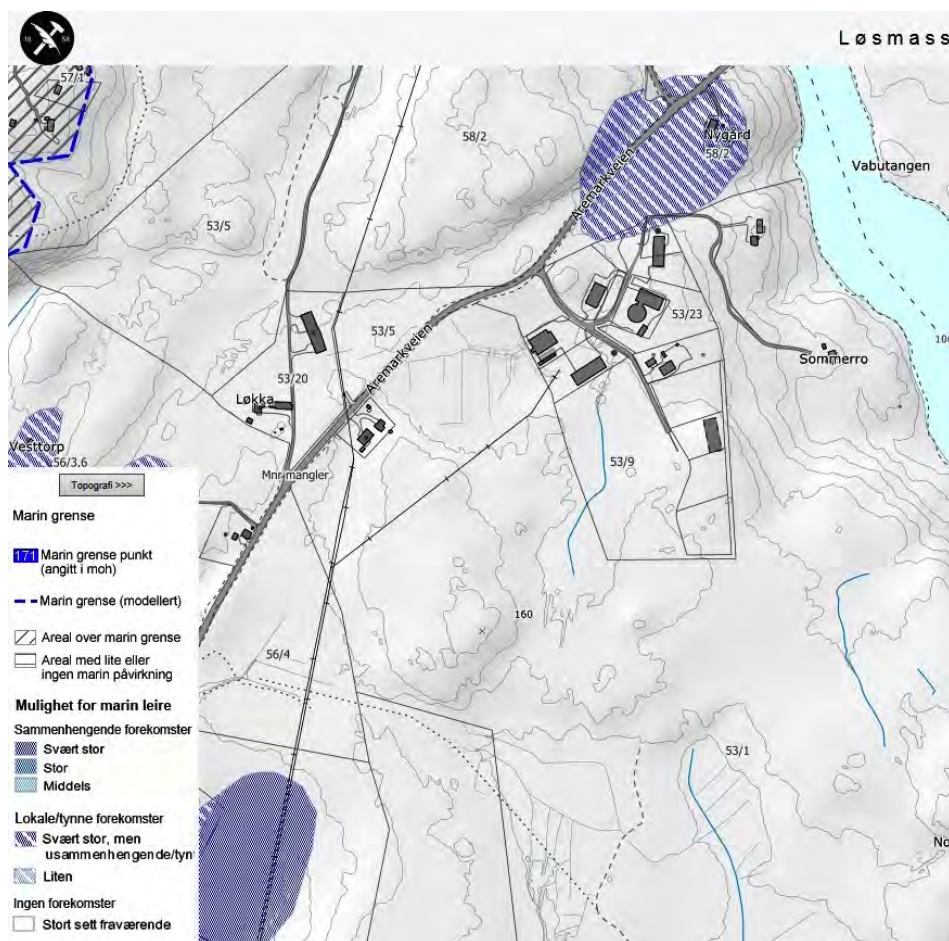 18 58
Løsmass
57/1
58/2
Nygård
58/2
Vabutangen
Aremarkveien
53/5
53/5
Aremarkveien
53/23
Sommerro
53/20
Løkka
Vesttorp
56/3,6
Mnr mangler
53/9
160
56/4
53/1
No
Topografi >>>
Marin grense
171 Marin grense punkt
(angitt i moh)
Marin grense (modellert)
Areal over marin grense
Areal med lite eller
ingen marin påvirkning
Mulighet for marin leire
Sammenhengende forekomster
Svært stor
Stor
Middels
Lokale/tynne forekomster
Svært stor, men
usammenhengende/tyn
Liten
Ingen forekomster
Stort sett fraværende